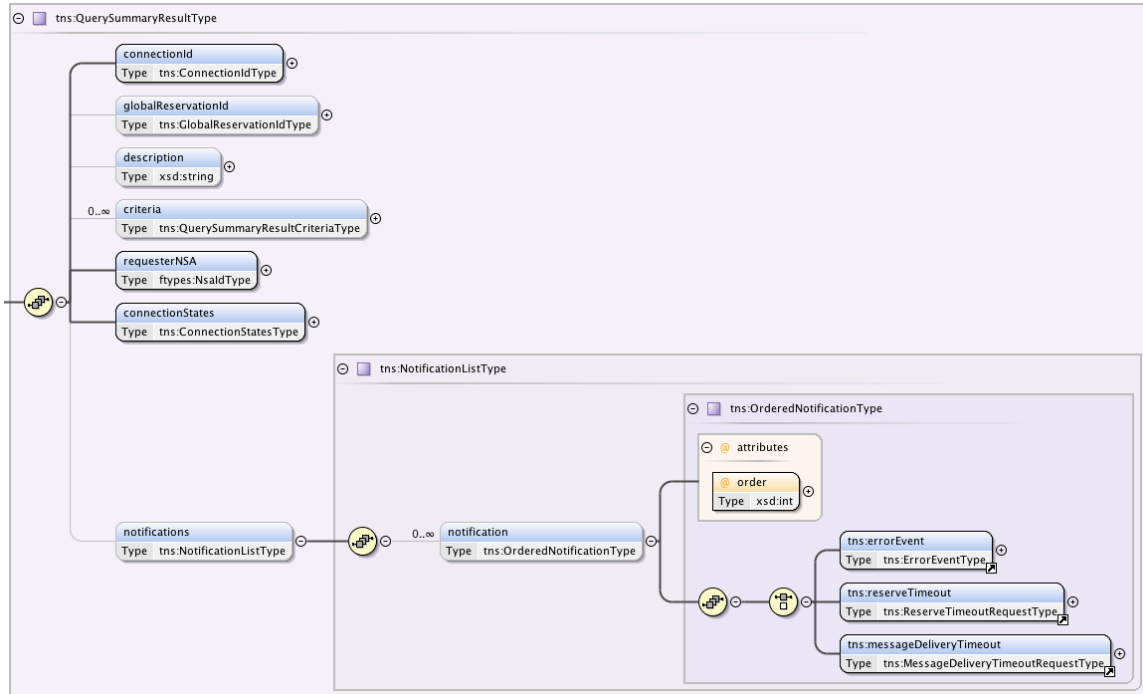 tns:QuerySummaryResultType
connectionId
Type tns:ConnectionIdType
globalReservationId
Type tns:GlobalReservationIdType
description
Type xsd:string
0..∞ criteria
Type tns:QuerySummaryResultCriteriaType
requesterNSA
Type ftypes:NsaIdType
connectionStates
Type tns:ConnectionStatesType
tns:NotificationListType
tns:OrderedNotificationType
@ attributes
@ order
Type xsd:int
notifications
Type tns:NotificationListType
0..∞ notification
Type tns:OrderedNotificationType
tns:errorEvent
Type tns:ErrorEventType
tns:reserveTimeout
Type tns:ReserveTimeoutRequestType
tns:messageDeliveryTimeout
Type tns:MessageDeliveryTimeoutRequestType